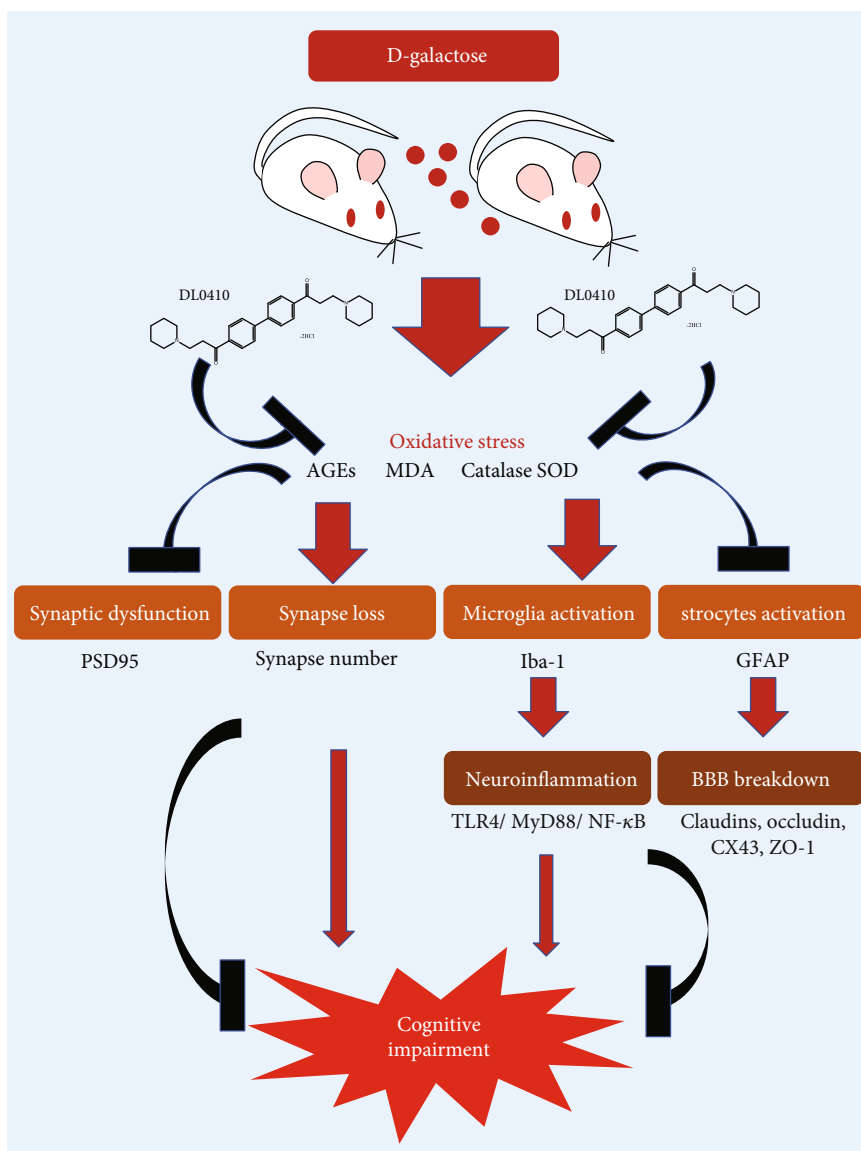 D-galactose
DL0410
DL0410
O
N
N
O
.2HCl
O
N
N
O
.2HCl
Oxidative stress
AGEs MDA Catalase SOD
Synaptic dysfunction
Synapse loss
Microglia activation
strocytes activation
PSD95
Synapse number
Iba-1
GFAP
Neuroinflammation
BBB breakdown
TLR4/ MyD88/ NF-κB
Claudins, occludin,
CX43, ZO-1
Cognitive
impairment